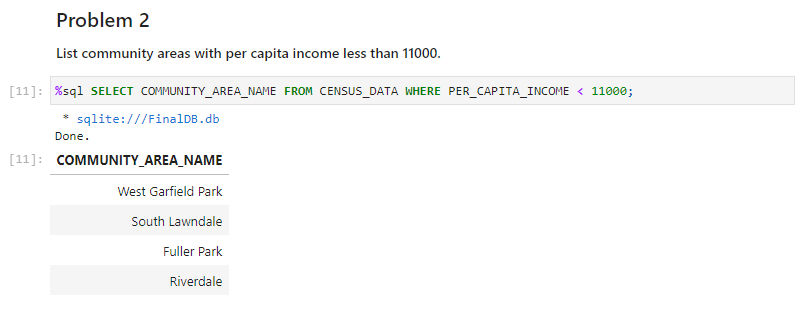 Problem 2
List community areas with per capita income less than 11000.
[11]: %sql SELECT COMMUNITY_AREA_NAME FROM CENSUS_DATA WHERE PER_CAPITA_INCOME < 11000;
* sqlite:///FinalDB.db
Done.
[11]: COMMUNITY_AREA_NAME
West Garfield Park
South Lawndale
Fuller Park
Riverdale